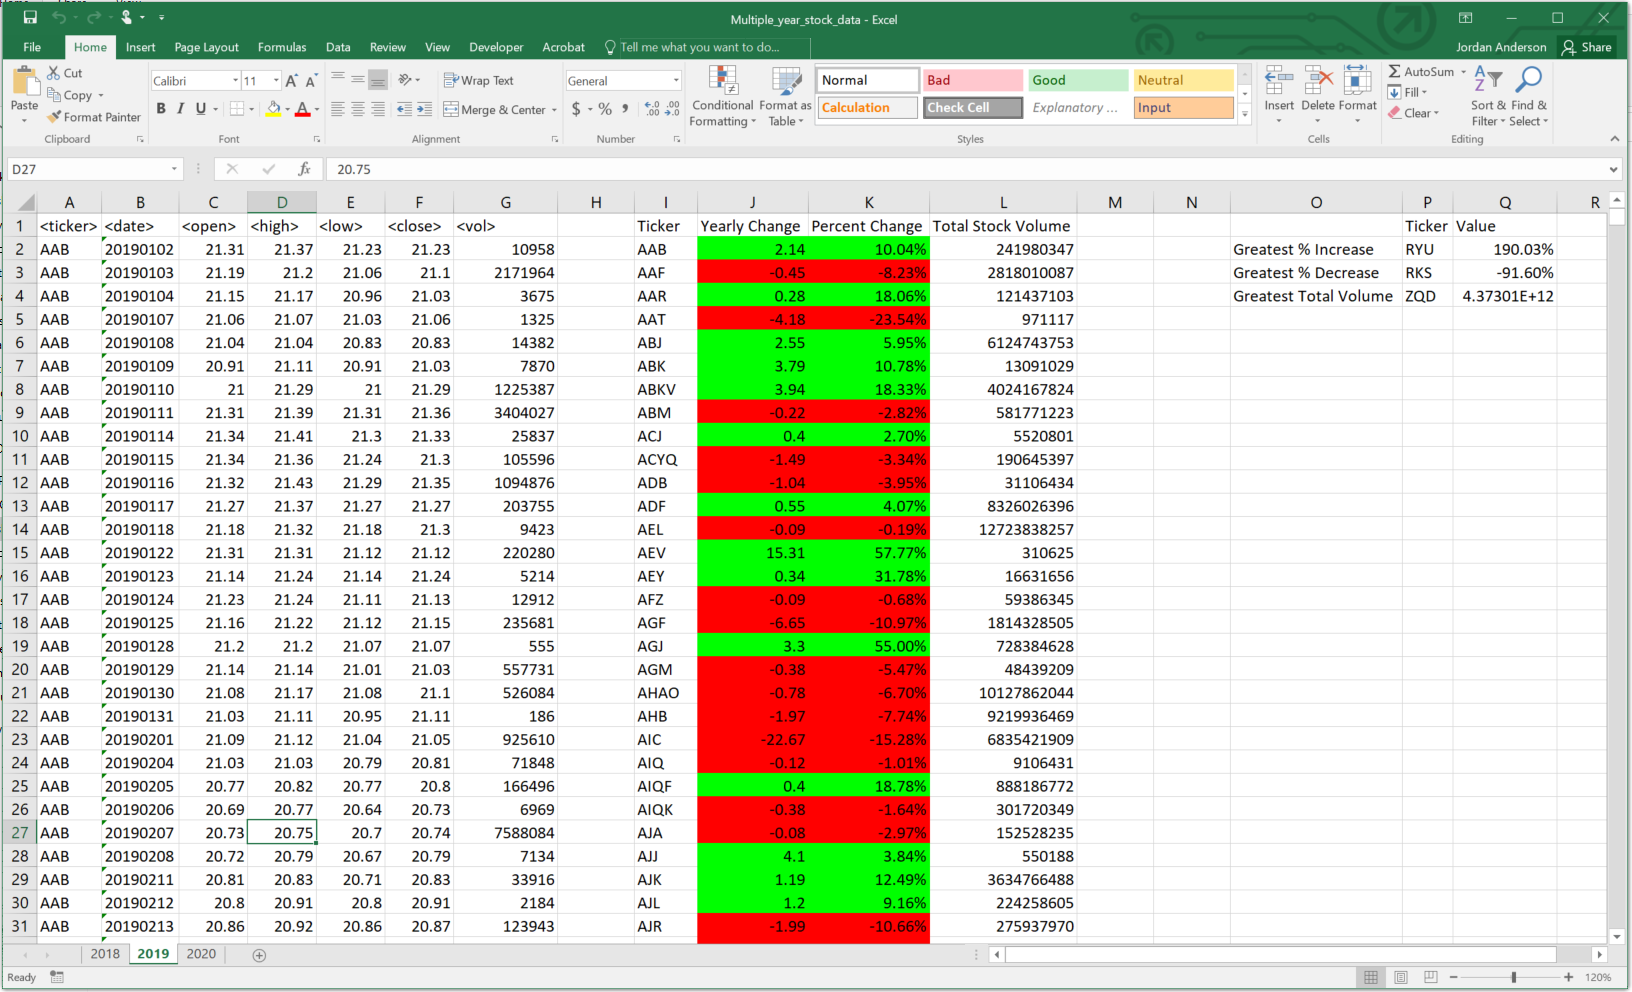 Multiple_year_stock_data - Excel
File Home Insert Page Layout Formulas Data Review View Developer Acrobat Tell me what you want to do... Jordan Anderson Share
Paste Cut Copy Format Painter Clipboard
Calibri 11 B I U Font
Wrap Text Merge & Center Alignment
General $ % Number
Conditional Formatting Format as Table
Normal Bad Good Neutral
Calculation Check Cell Explanatory ... Input
Styles
Insert Delete Format Cells
AutoSum Fill Clear Sort & Filter Find & Select Editing
D27 fx 20.75
A B C D E F G H I J K L M N O P Q R
1 <ticker> <date> <open> <high> <low> <close> <vol> Ticker Yearly Change Percent Change Total Stock Volume Ticker Value
2 AAB 20190102 21.31 21.37 21.23 21.23 10958 AAB 2.14 10.04% 241980347 Greatest % Increase RYU 190.03%
3 AAB 20190103 21.19 21.2 21.06 21.1 2171964 AAF -0.45 -8.23% 2818010087 Greatest % Decrease RKS -91.60%
4 AAB 20190104 21.15 21.17 20.96 21.03 3675 AAR 0.28 18.06% 121437103 Greatest Total Volume ZQD 4.37301E+12
5 AAB 20190107 21.06 21.07 21.03 21.06 1325 AAT -4.18 -23.54% 971117
6 AAB 20190108 21.04 21.04 20.83 20.83 14382 ABJ 2.55 5.95% 6124743753
7 AAB 20190109 20.91 21.11 20.91 21.03 7870 ABK 3.79 10.78% 13091029
8 AAB 20190110 21 21.29 21 21.29 1225387 ABKV 3.94 18.33% 4024167824
9 AAB 20190111 21.31 21.39 21.31 21.36 3404027 ABM -0.22 -2.82% 581771223
10 AAB 20190114 21.34 21.41 21.3 21.33 25837 ACJ 0.4 2.70% 5520801
11 AAB 20190115 21.34 21.36 21.24 21.3 105596 ACYQ -1.49 -3.34% 190645397
12 AAB 20190116 21.32 21.43 21.29 21.35 1094876 ADB -1.04 -3.95% 31106434
13 AAB 20190117 21.27 21.37 21.27 21.27 203755 ADF 0.55 4.07% 8326026396
14 AAB 20190118 21.18 21.32 21.18 21.3 9423 AEL -0.09 -0.19% 12723838257
15 AAB 20190122 21.31 21.31 21.12 21.12 220280 AEV 15.31 57.77% 310625
16 AAB 20190123 21.14 21.24 21.14 21.24 5214 AEY 0.34 31.78% 16631656
17 AAB 20190124 21.23 21.24 21.11 21.13 12912 AFZ -0.09 -0.68% 59386345
18 AAB 20190125 21.16 21.22 21.12 21.15 235681 AGF -6.65 -10.97% 1814328505
19 AAB 20190128 21.2 21.2 21.07 21.07 555 AGJ 3.3 55.00% 728384628
20 AAB 20190129 21.14 21.14 21.01 21.03 557731 AGM -0.38 -5.47% 48439209
21 AAB 20190130 21.08 21.17 21.08 21.1 526084 AHAO -0.78 -6.70% 10127862044
22 AAB 20190131 21.03 21.11 20.95 21.11 186 AHB -1.97 -7.74% 9219936469
23 AAB 20190201 21.09 21.12 21.04 21.05 925610 AIC -22.67 -15.28% 6835421909
24 AAB 20190204 21.03 21.03 20.79 20.81 71848 AIQ -0.12 -1.01% 9106431
25 AAB 20190205 20.77 20.82 20.77 20.8 166496 AIQF 0.4 18.78% 888186772
26 AAB 20190206 20.69 20.77 20.64 20.73 6969 AIQK -0.38 -1.64% 301720349
27 AAB 20190207 20.73 20.75 20.7 20.74 7588084 AJA -0.08 -2.97% 152528235
28 AAB 20190208 20.72 20.79 20.67 20.79 7134 AJJ 4.1 3.84% 550188
29 AAB 20190211 20.81 20.83 20.71 20.83 33916 AJK 1.19 12.49% 3634766488
30 AAB 20190212 20.8 20.91 20.8 20.91 2184 AJL 1.2 9.16% 224258605
31 AAB 20190213 20.86 20.92 20.86 20.87 123943 AJR -1.99 -10.66% 275937970
2018 2019 2020
Ready 120%